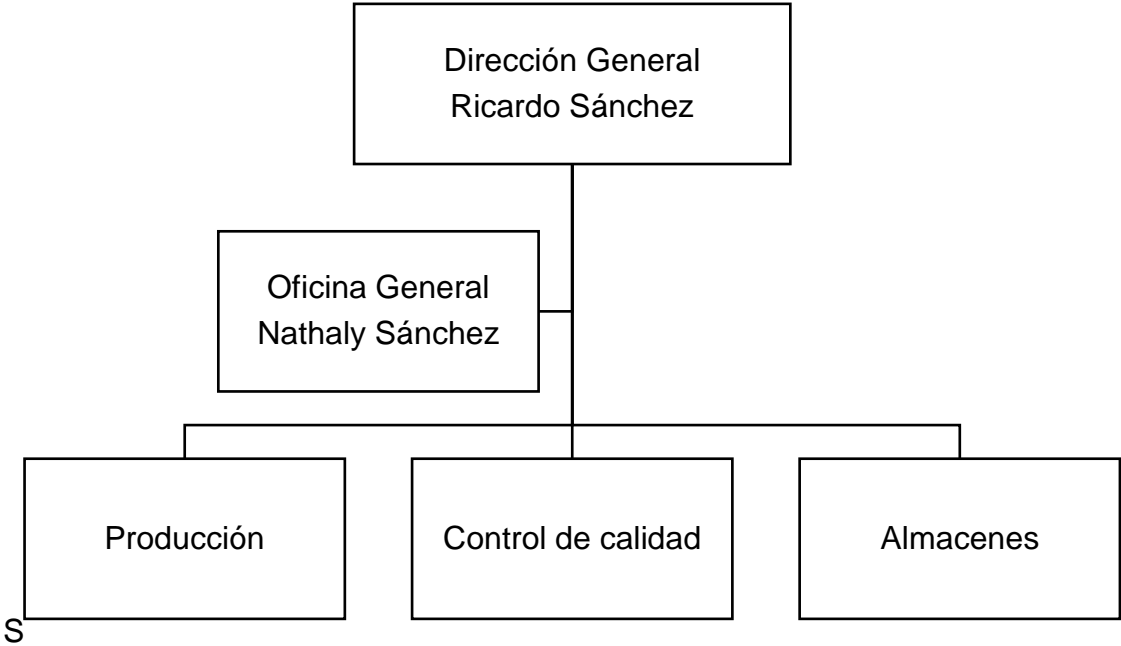 Dirección General
Ricardo Sánchez
Oficina General
Nathaly Sánchez
Producción
Control de calidad
Almacenes
S